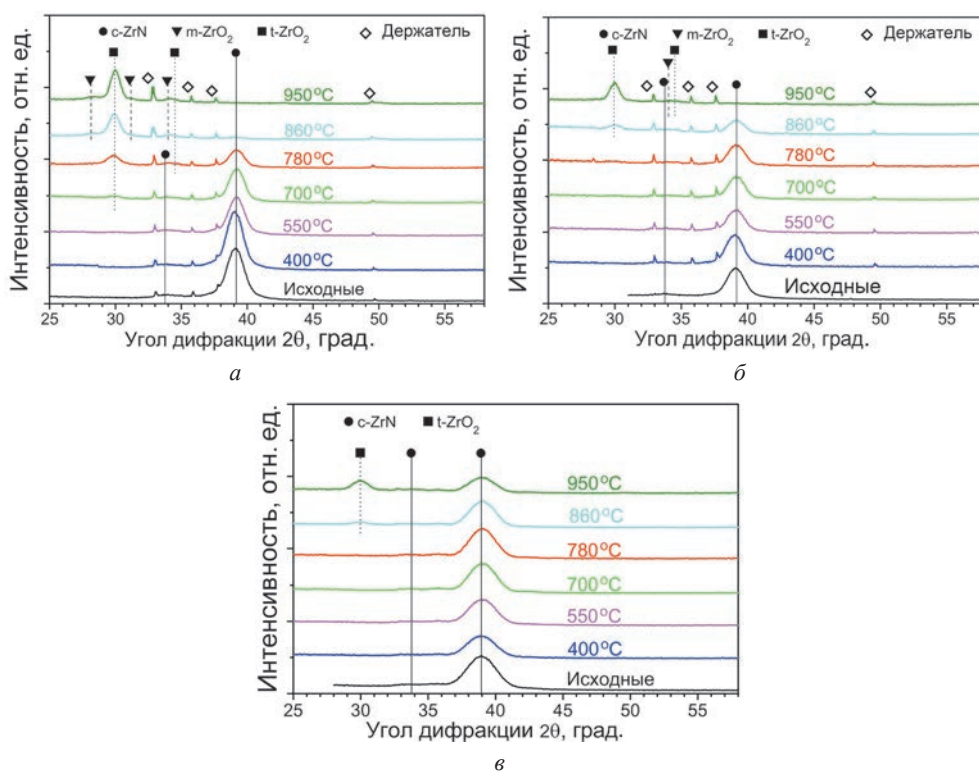 c-ZrN m-ZrO2 t-ZrO2 Держатель
950°C
860°C
780°C
700°C
550°C
400°C
Исходные
Интенсивность, отн. ед.
25 30 35 40 45 50 55
Угол дифракции 2θ, град.
а
c-ZrN m-ZrO2 t-ZrO2 Держатель
950°C
860°C
780°C
700°C
550°C
400°C
Исходные
Интенсивность, отн. ед.
25 30 35 40 45 50 55
Угол дифракции 2θ, град.
б
c-ZrN t-ZrO2
950°C
860°C
780°C
700°C
550°C
400°C
Исходные
Интенсивность, отн. ед.
25 30 35 40 45 50 55
Угол дифракции 2θ, град.
в